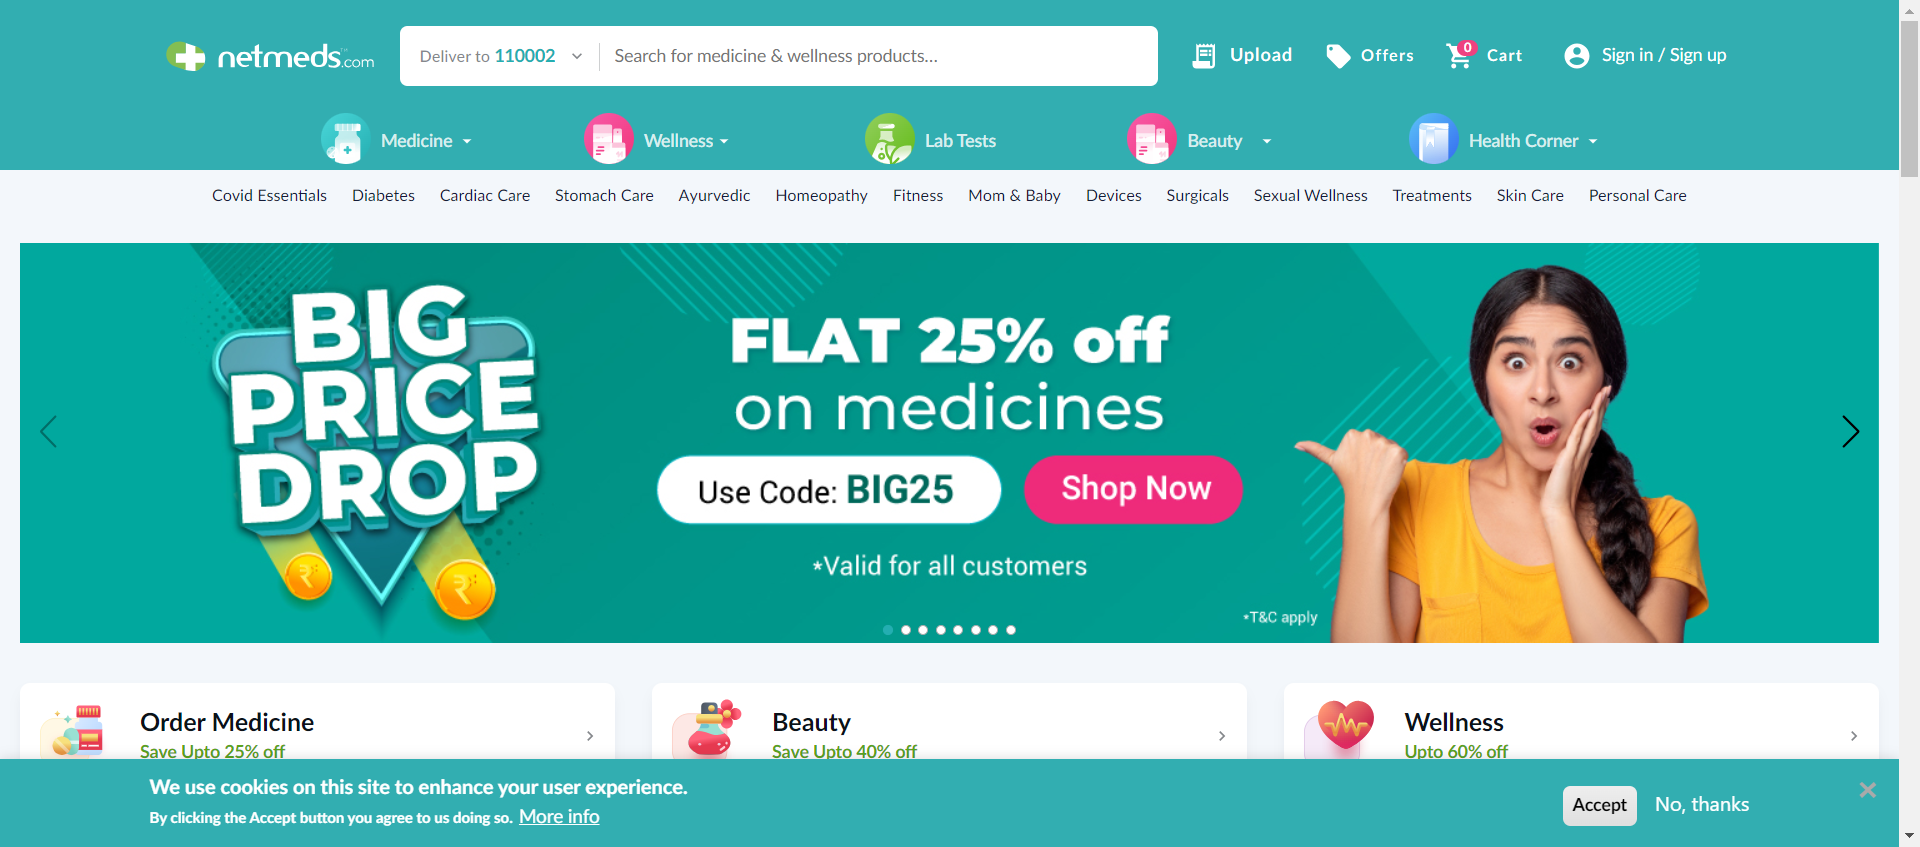 netmeds.com
Deliver to 110002
Search for medicine & wellness products...
Upload
Offers
0
Cart
Sign in / Sign up
Medicine
Wellness
Lab Tests
Beauty
Health Corner
Covid Essentials
Diabetes
Cardiac Care
Stomach Care
Ayurvedic
Homeopathy
Fitness
Mom & Baby
Devices
Surgicals
Sexual Wellness
Treatments
Skin Care
Personal Care
BIG
PRICE
DROP
FLAT 25% off
on medicines
Use Code: BIG25
Shop Now
*Valid for all customers
*T&C apply
Order Medicine
Save Upto 25% off
Beauty
Save Upto 40% off
Wellness
Upto 60% off
We use cookies on this site to enhance your user experience.
By clicking the Accept button you agree to us doing so. More info
Accept
No, thanks